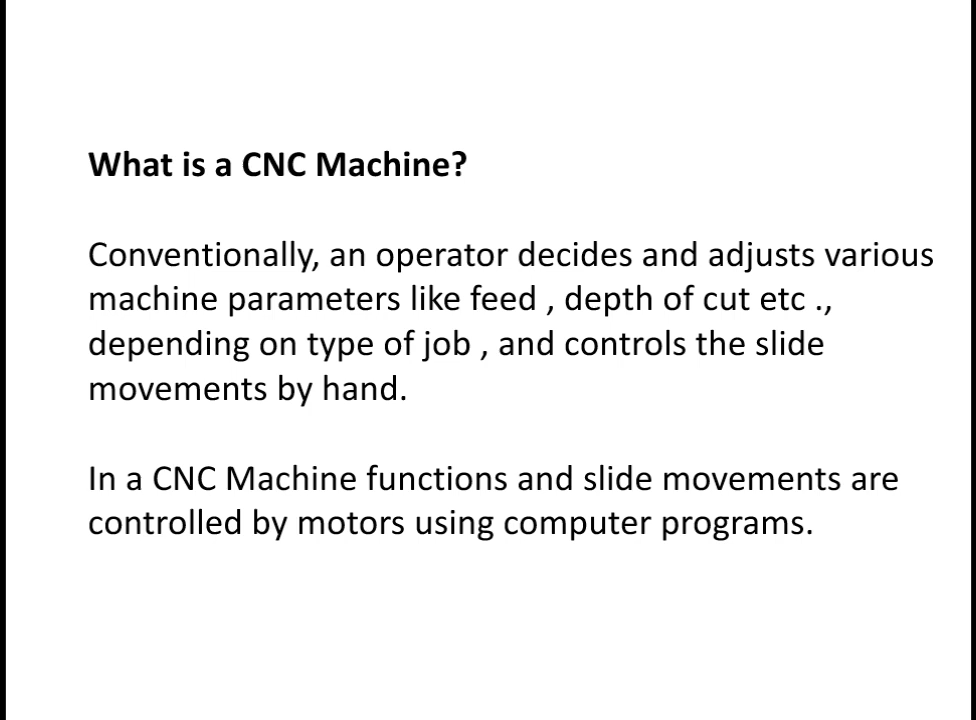 What is a CNC Machine?
Conventionally, an operator decides and adjusts various
machine parameters like feed , depth of cut etc .,
depending on type of job , and controls the slide
movements by hand.
In a CNC Machine functions and slide movements are
controlled by motors using computer programs.